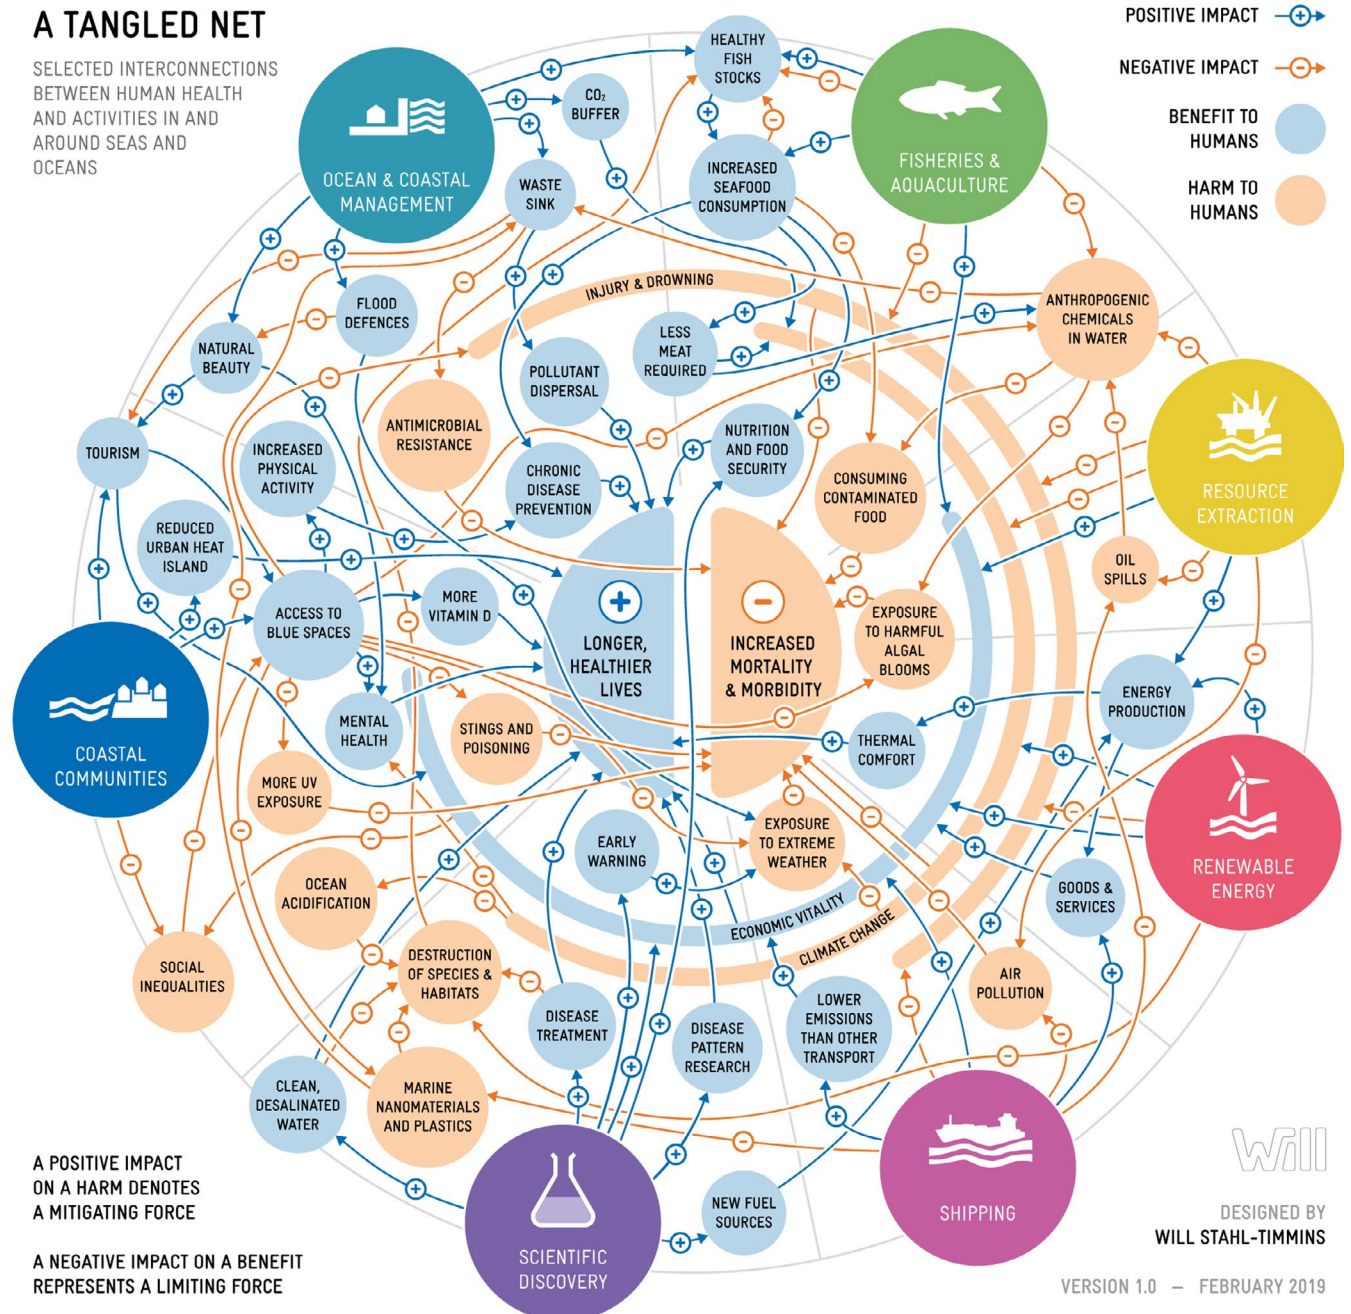 A TANGLED NET
SELECTED INTERCONNECTIONS
BETWEEN HUMAN HEALTH
AND ACTIVITIES IN AND
AROUND SEAS AND
OCEANS
POSITIVE IMPACT
NEGATIVE IMPACT
BENEFIT TO
HUMANS
HARM TO
HUMANS
OCEAN & COASTAL
MANAGEMENT
HEALTHY
FISH
STOCKS
CO₂
BUFFER
FISHERIES &
AQUACULTURE
WASTE
SINK
INCREASED
SEAFOOD
CONSUMPTION
INJURY & DROWNING
FLOOD
DEFENCES
ANTHROPOGENIC
CHEMICALS
IN WATER
NATURAL
BEAUTY
LESS
MEAT
REQUIRED
POLLUTANT
DISPERSAL
ANTIMICROBIAL
RESISTANCE
NUTRITION
AND FOOD
SECURITY
TOURISM
INCREASED
PHYSICAL
ACTIVITY
CHRONIC
DISEASE
PREVENTION
CONSUMING
CONTAMINATED
FOOD
RESOURCE
EXTRACTION
REDUCED
URBAN HEAT
ISLAND
OIL
SPILLS
ACCESS TO
BLUE SPACES
MORE
VITAMIN D
LONGER,
HEALTHIER
LIVES
INCREASED
MORTALITY
& MORBIDITY
EXPOSURE
TO HARMFUL
ALGAL
BLOOMS
ENERGY
PRODUCTION
MENTAL
HEALTH
STINGS AND
POISONING
THERMAL
COMFORT
COASTAL
COMMUNITIES
MORE UV
EXPOSURE
EARLY
WARNING
EXPOSURE
TO EXTREME
WEATHER
RENEWABLE
ENERGY
OCEAN
ACIDIFICATION
GOODS &
SERVICES
ECONOMIC VITALITY
CLIMATE CHANGE
SOCIAL
INEQUALITIES
DESTRUCTION
OF SPECIES &
HABITATS
AIR
POLLUTION
DISEASE
TREATMENT
DISEASE
PATTERN
RESEARCH
LOWER
EMISSIONS
THAN OTHER
TRANSPORT
CLEAN,
DESALINATED
WATER
MARINE
NANOMATERIALS
AND PLASTICS
A POSITIVE IMPACT
ON A HARM DENOTES
A MITIGATING FORCE
A NEGATIVE IMPACT ON A BENEFIT
REPRESENTS A LIMITING FORCE
SCIENTIFIC
DISCOVERY
NEW FUEL
SOURCES
SHIPPING
Will
DESIGNED BY
WILL STAHL-TIMMINS
VERSION 1.0 — FEBRUARY 2019